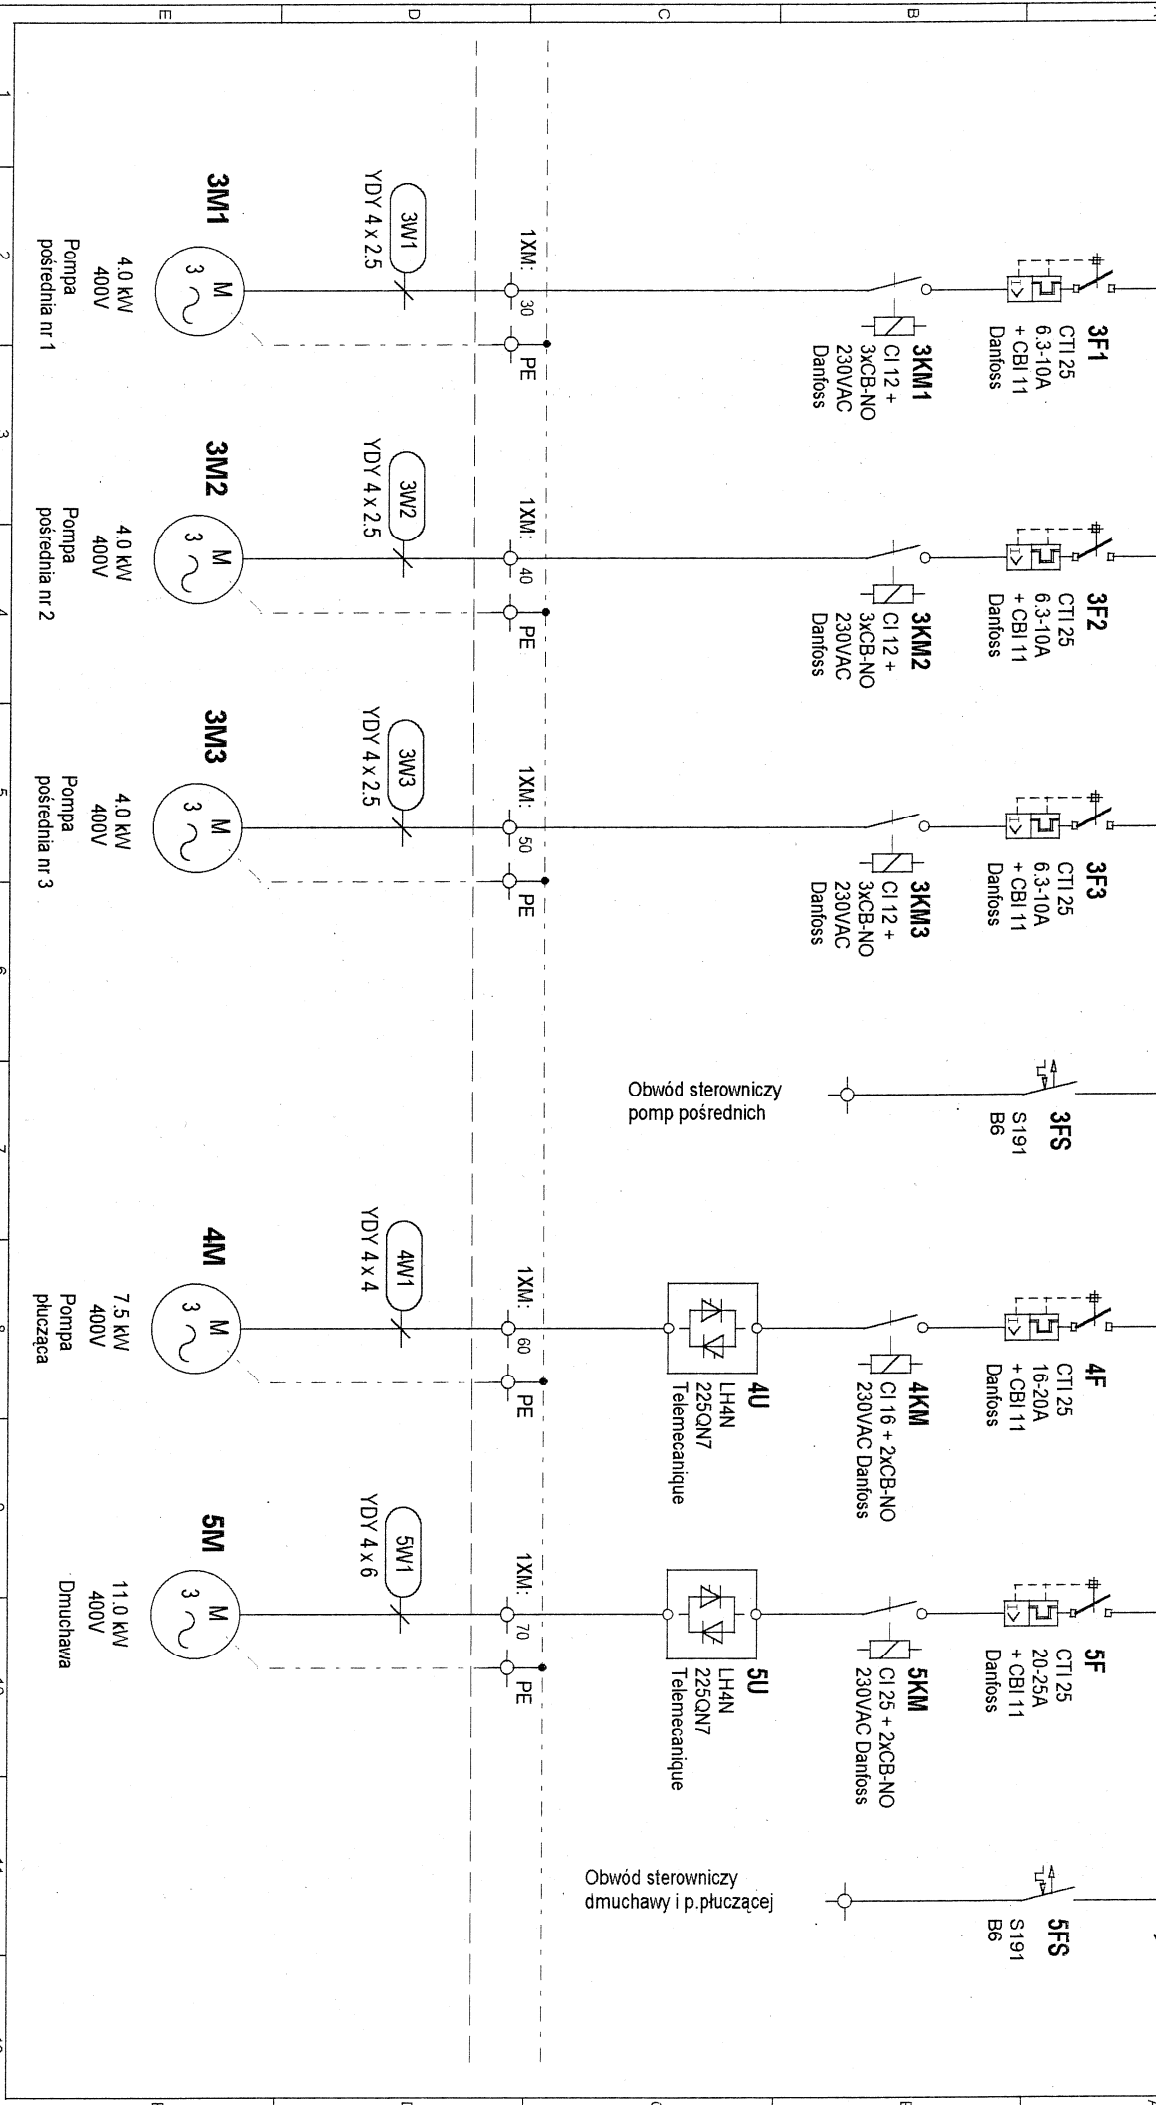 3F1
CTI 25
6.3-10A
+ CBI 11
Danfoss
3F2
CTI 25
6.3-10A
+ CBI 11
Danfoss
3F3
CTI 25
6.3-10A
+ CBI 11
Danfoss
3FS
S191
B6
4F
CTI 25
16-20A
+ CBI 11
Danfoss
5F
CTI 25
20-25A
+ CBI 11
Danfoss
5FS
S191
B6
3KM1
CI 12 +
3xCB-NO
230VAC
Danfoss
3KM2
CI 12 +
3xCB-NO
230VAC
Danfoss
3KM3
CI 12 +
3xCB-NO
230VAC
Danfoss
4KM
CI 16 + 2xCB-NO
230VAC Danfoss
5KM
CI 25 + 2xCB-NO
230VAC Danfoss
Obwód sterowniczy
pomp pośrednich
4U
LH4N
225QN7
Telemecanique
5U
LH4N
225QN7
Telemecanique
Obwód sterowniczy
dmuchawy i p.płuczącej
1XM:
30
PE
1XM:
40
PE
1XM:
50
PE
1XM:
60
PE
1XM:
70
PE
3W1
YDY 4 x 2.5
3W2
YDY 4 x 2.5
3W3
YDY 4 x 2.5
4W1
YDY 4 x 4
5W1
YDY 4 x 6
3M1
M
3
4.0 kW
400V
Pompa
pośrednia nr 1
3M2
M
3
4.0 kW
400V
Pompa
pośrednia nr 2
3M3
M
3
4.0 kW
400V
Pompa
pośrednia nr 3
4M
M
3
7.5 kW
400V
Pompa
płucząca
5M
M
3
11.0 kW
400V
Dmuchawa
B
C
D
E
1
2
3
4
5
6
7
8